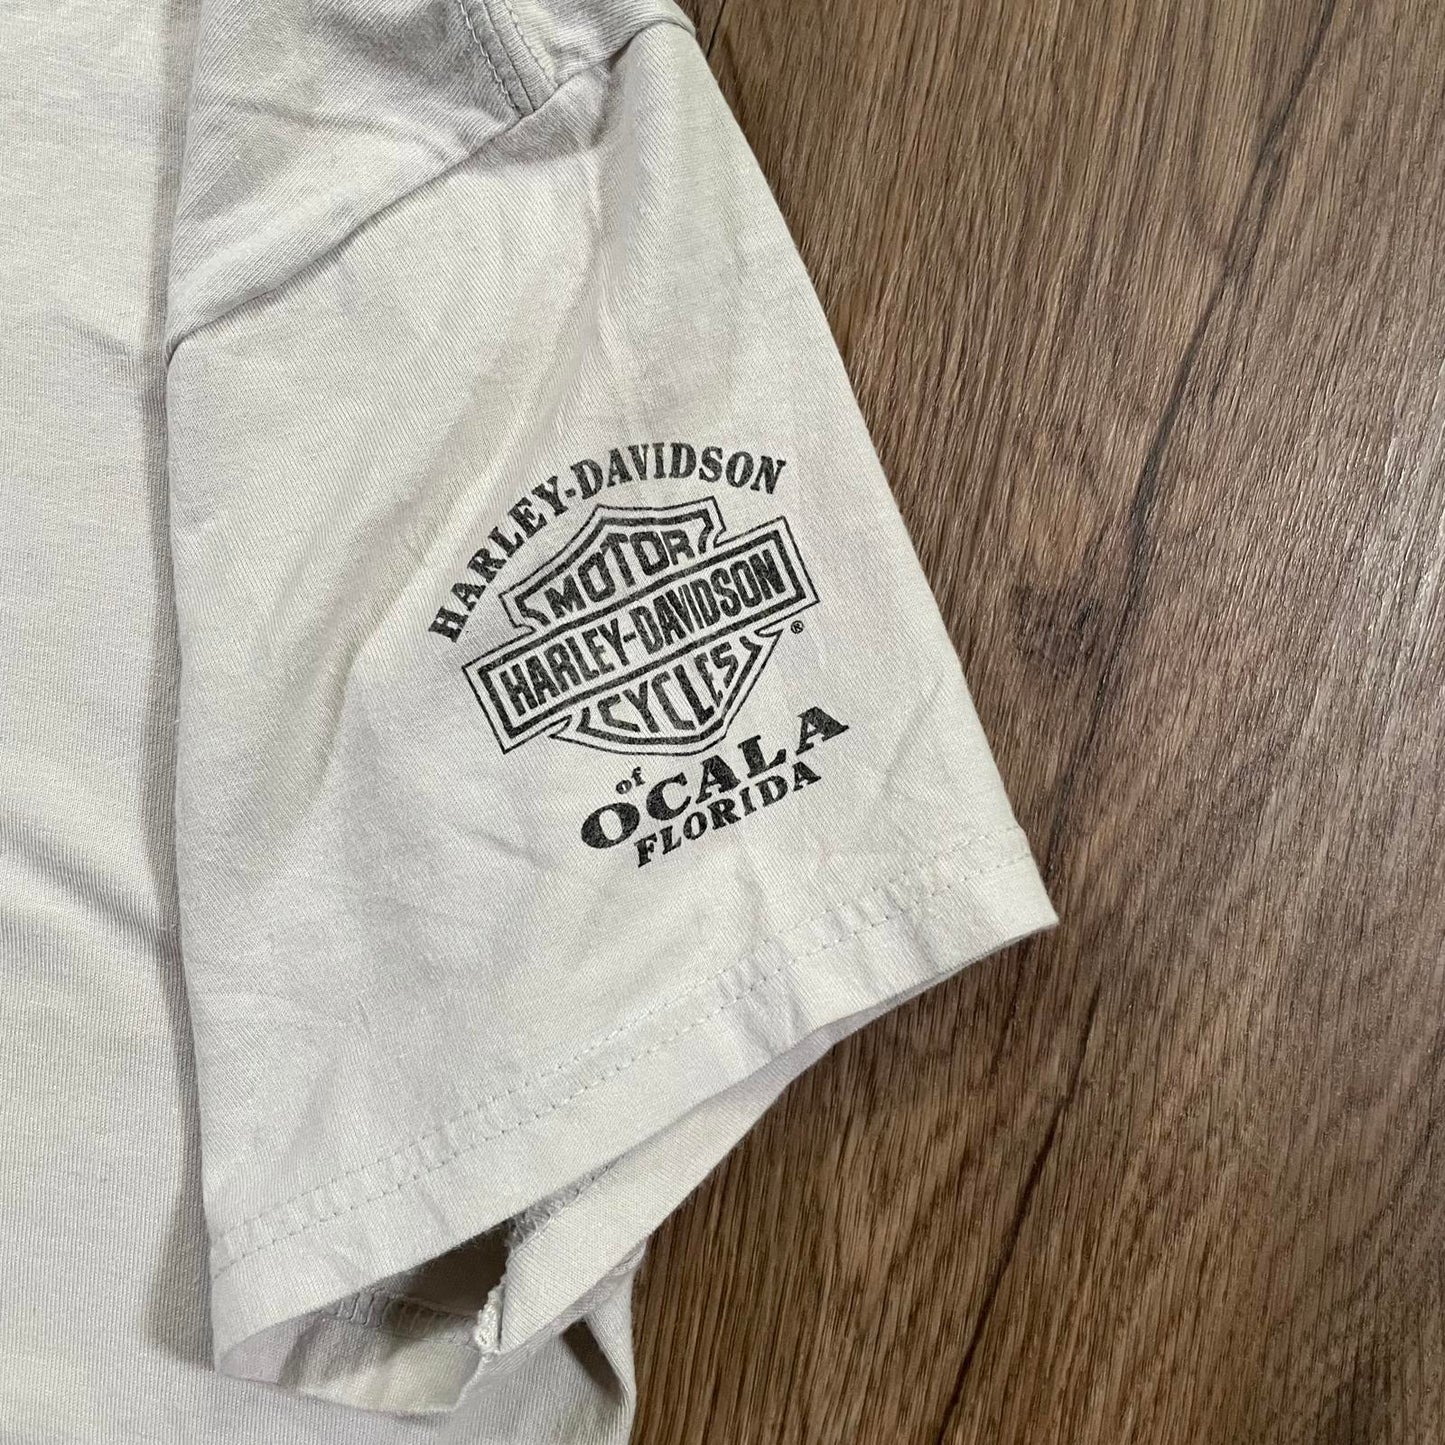 HARLEY-DAVIDSON
MOTOR
HARLEY-DAVIDSON
®
CYCLES
of
OCALA
FLORIDA